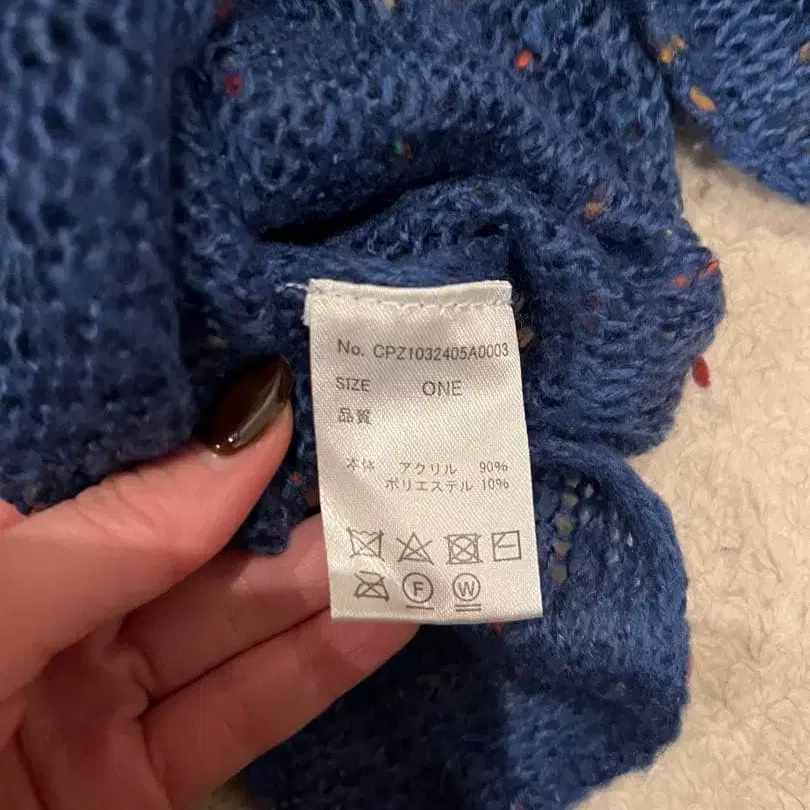 No. CPZ1032405A0003
SIZE ONE
品質
本体 アクリル 90%
ポリエステル 10%
F W